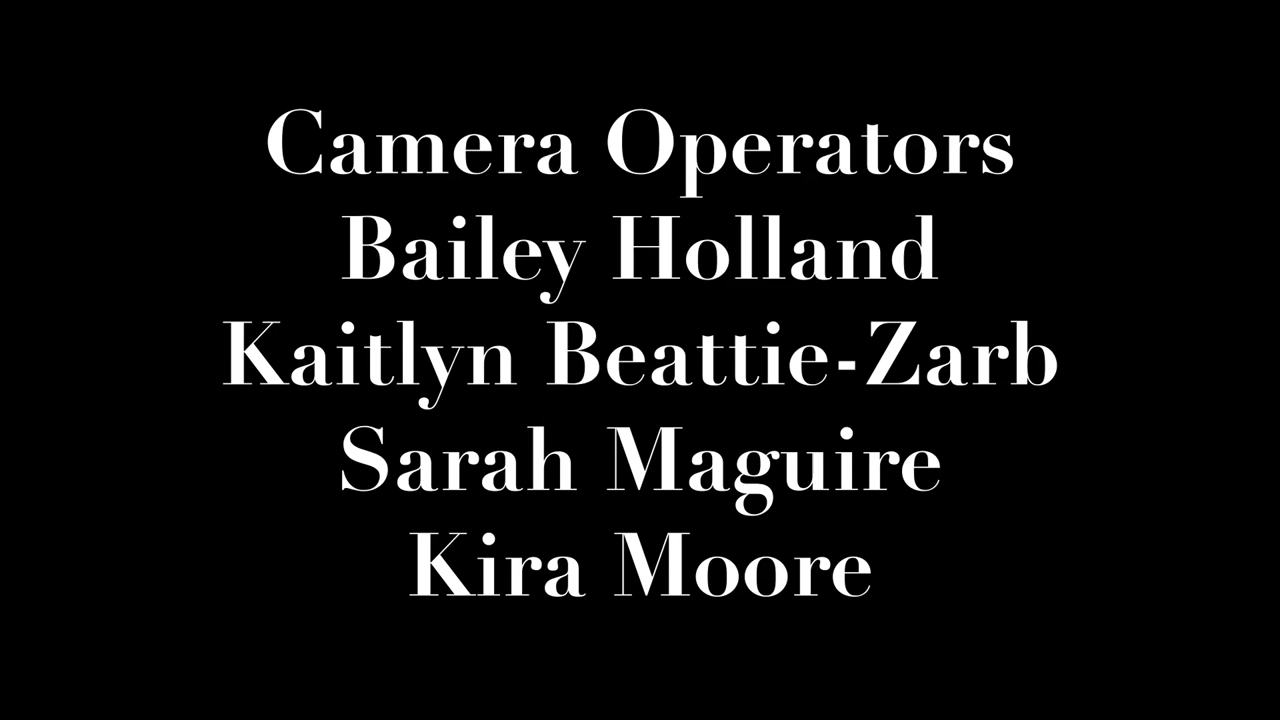 Camera Operators
Bailey Holland
Kaitlyn Beattie-Zarb
Sarah Maguire
Kira Moore